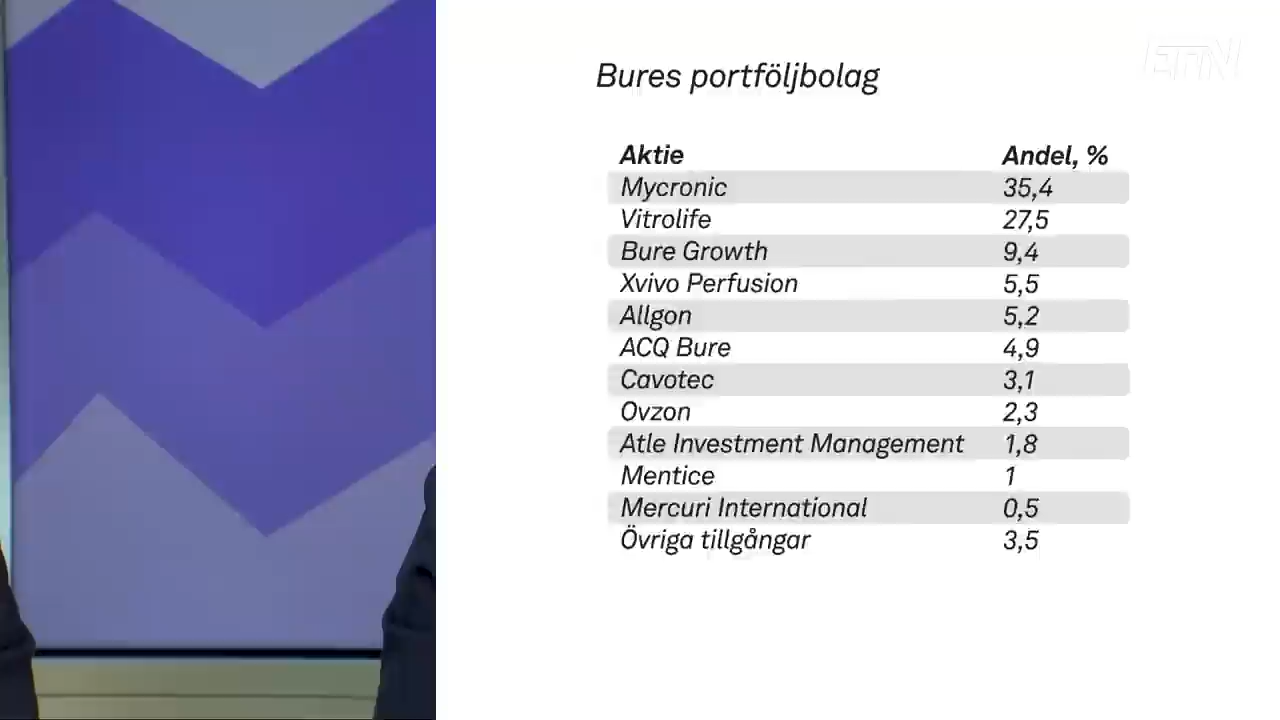 EFN
Bures portföljbolag
Aktie Andel, %
Mycronic 35,4
Vitrolife 27,5
Bure Growth 9,4
Xvivo Perfusion 5,5
Allgon 5,2
ACQ Bure 4,9
Cavotec 3,1
Ovzon 2,3
Atle Investment Management 1,8
Mentice 1
Mercuri International 0,5
Övriga tillgångar 3,5